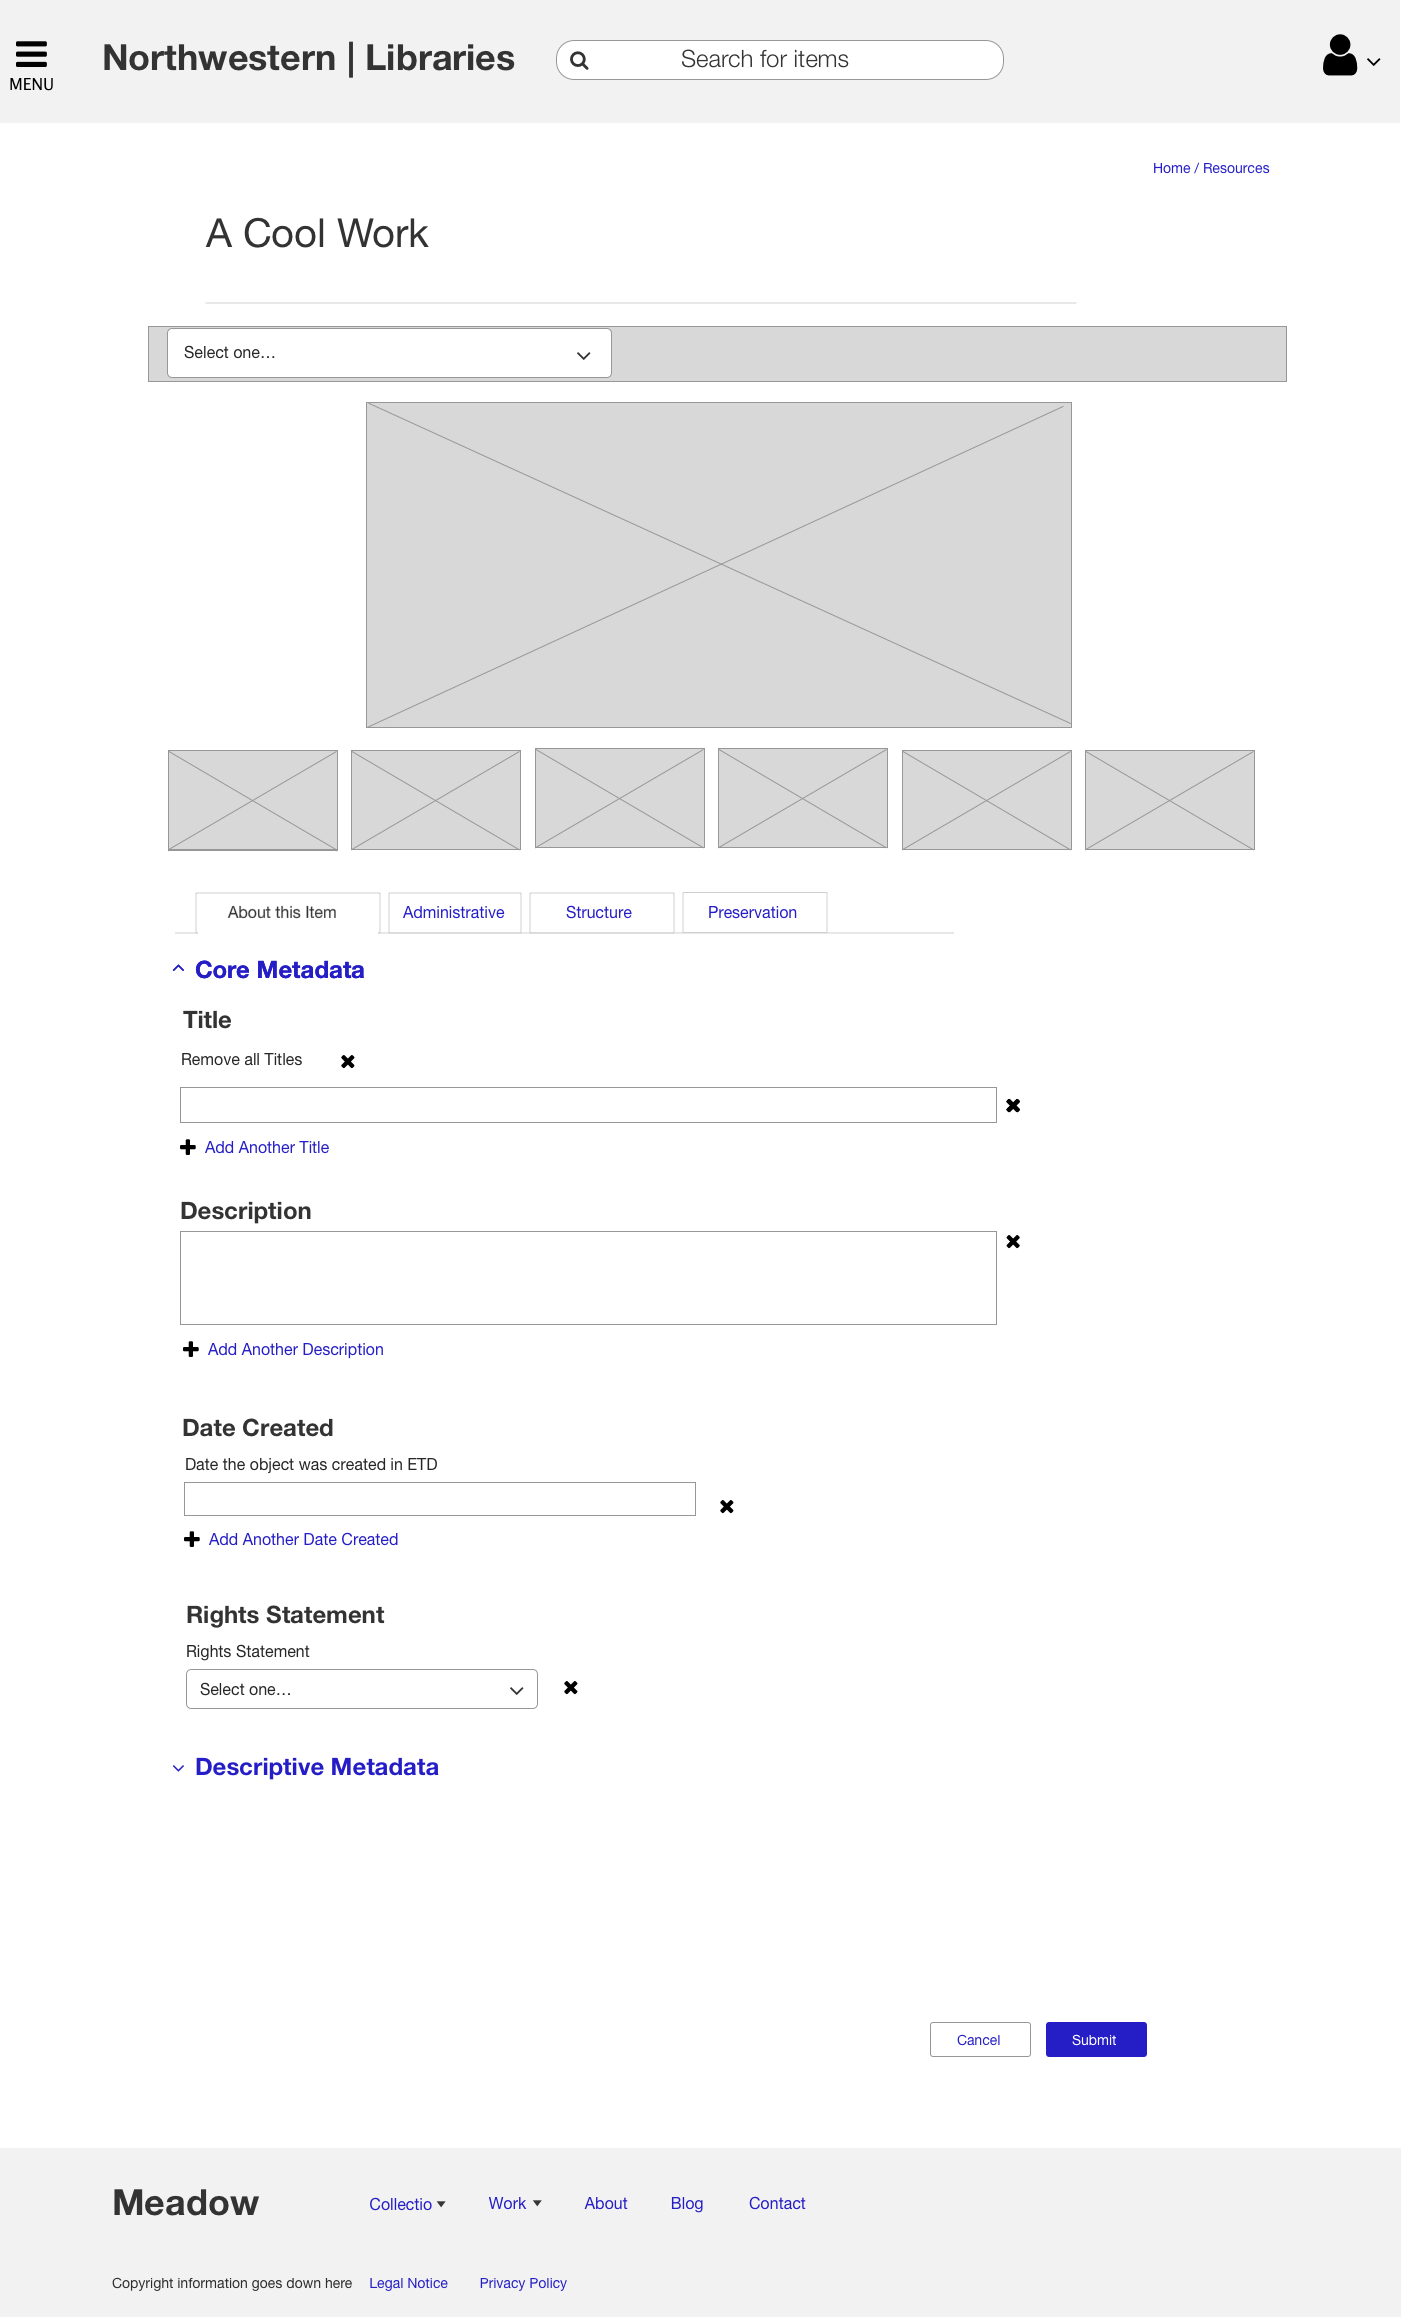 MENU
Northwestern | Libraries
Search for items
Home / Resources
A Cool Work
Select one...
About this Item
Administrative
Structure
Preservation
Core Metadata
Title
Remove all Titles
Add Another Title
Description
Add Another Description
Date Created
Date the object was created in ETD
Add Another Date Created
Rights Statement
Rights Statement
Select one...
Descriptive Metadata
Cancel
Submit
Meadow
Collectio
Work
About
Blog
Contact
Copyright information goes down here
Legal Notice
Privacy Policy